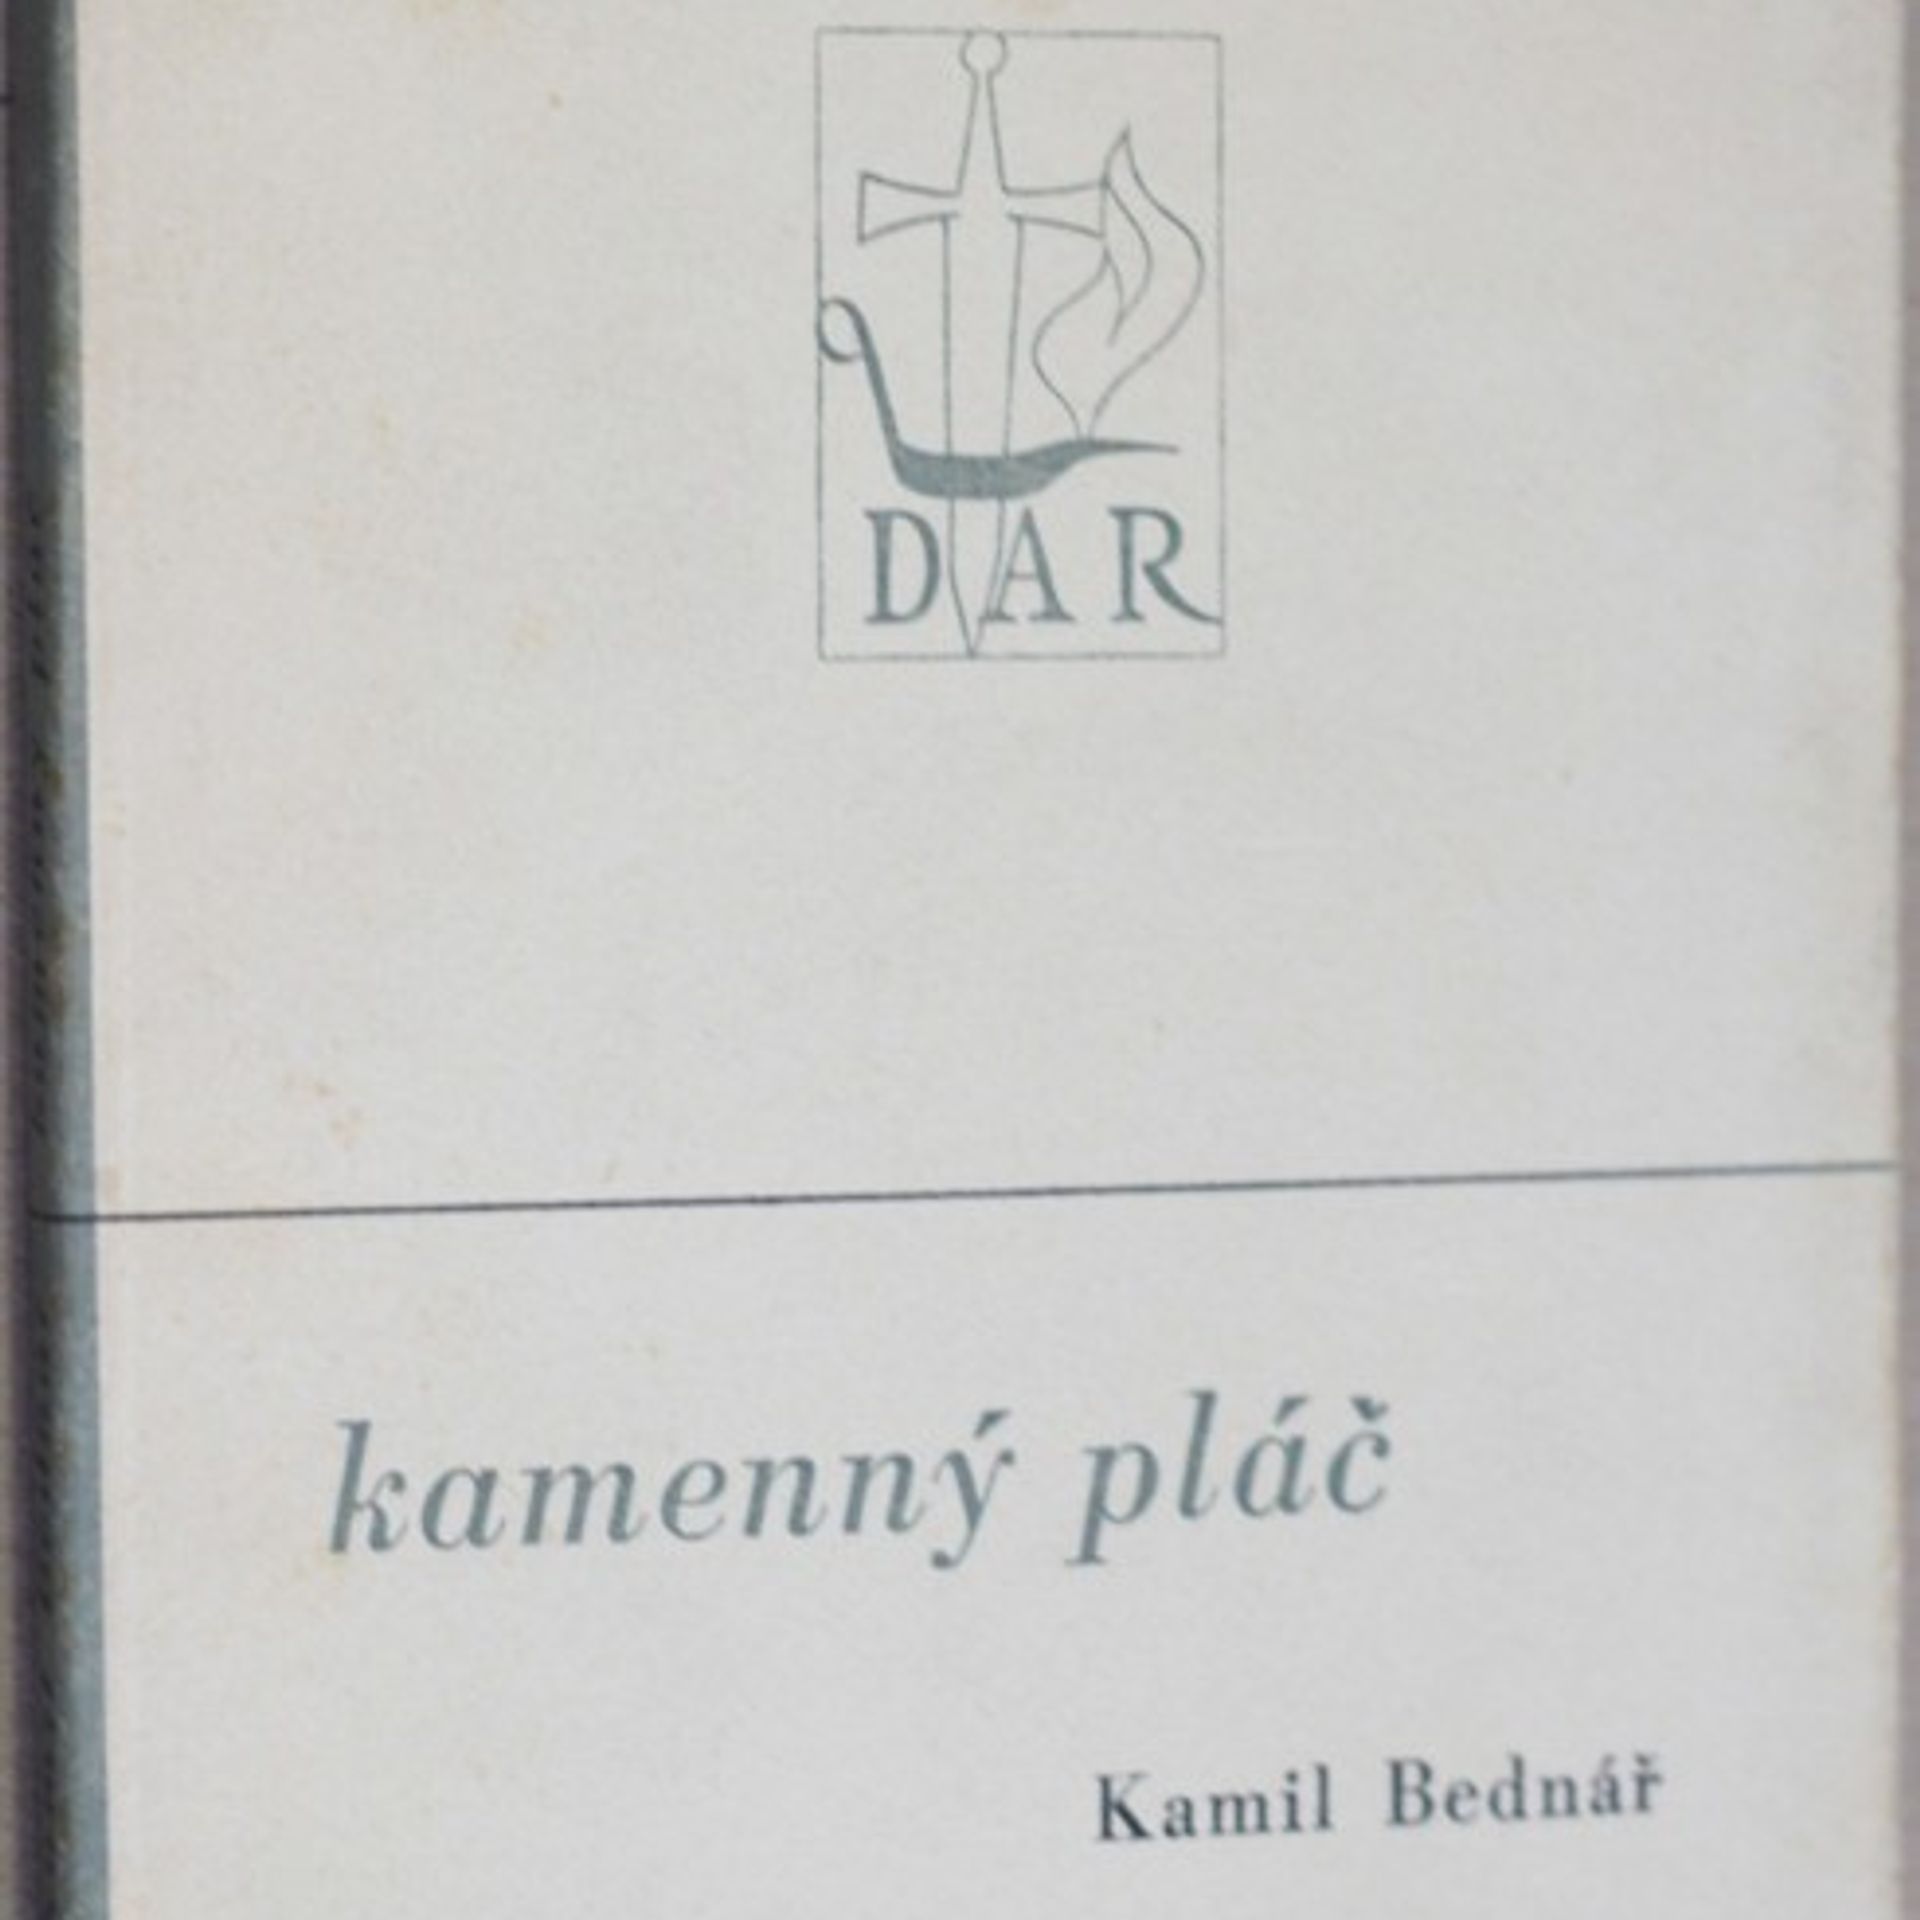 DAR
kamenný pláč
Kamil Bednář